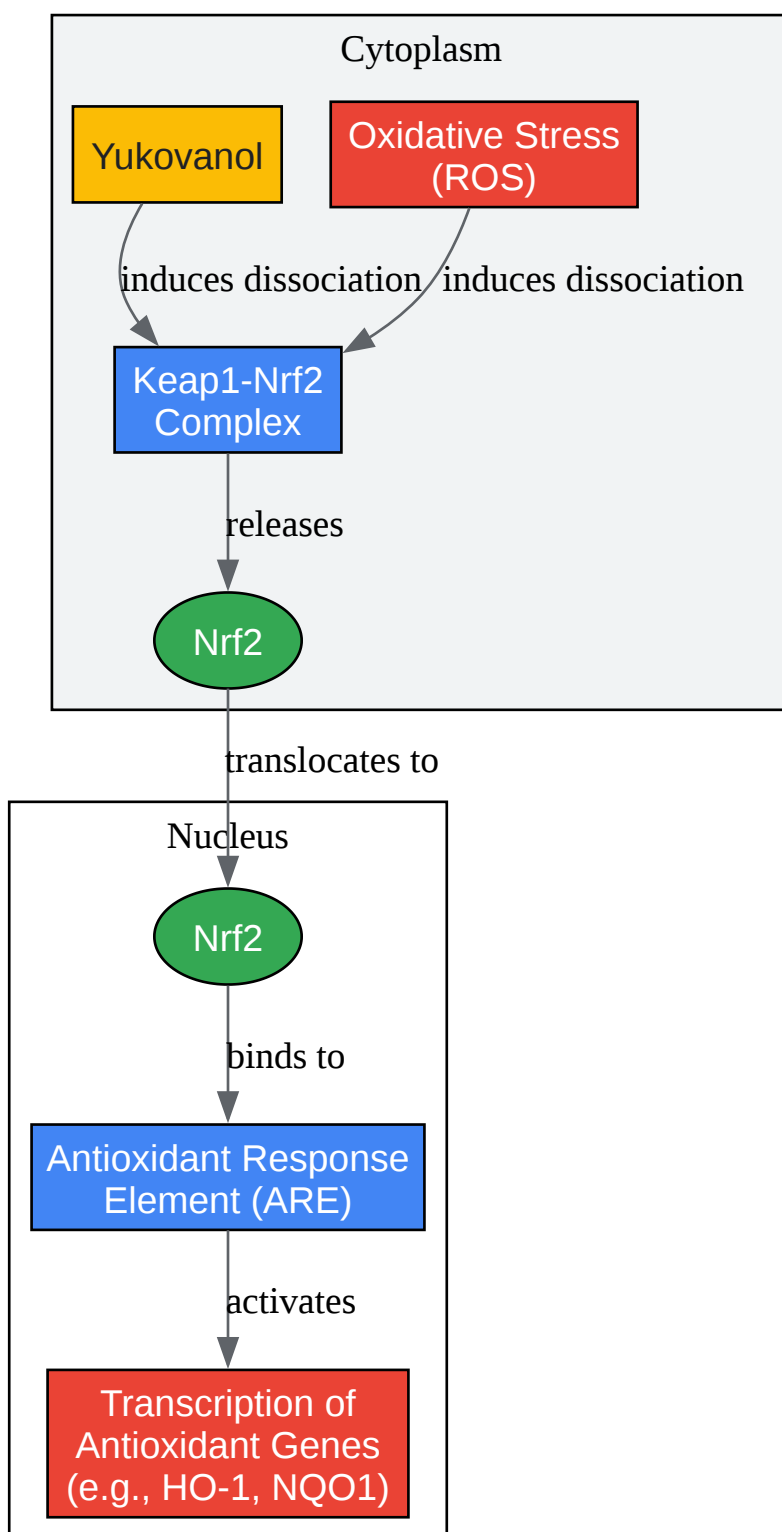 Cytoplasm
Yukovanol
Oxidative Stress
(ROS)
induces dissociation
induces dissociation
Keap1-Nrf2
Complex
releases
Nrf2
translocates to
Nucleus
Nrf2
binds to
Antioxidant Response
Element (ARE)
activates
Transcription of
Antioxidant Genes
(e.g., HO-1, NQO1)